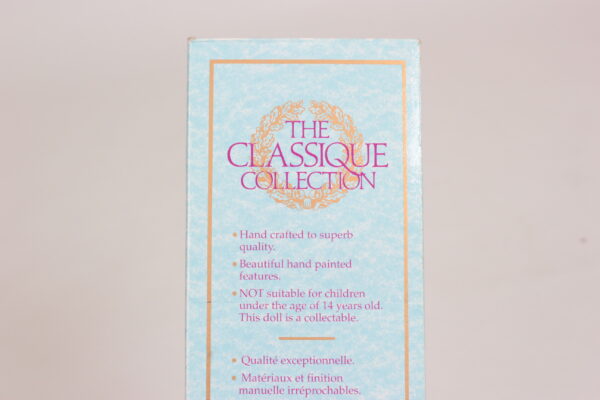 THE
CLASSIQUE
COLLECTION
• Hand crafted to superb
quality.
• Beautiful hand painted
features.
• NOT suitable for children
under the age of 14 years old.
This doll is a collectable.
• Qualité exceptionnelle.
• Matériaux et finition
manuelle irréprochables.